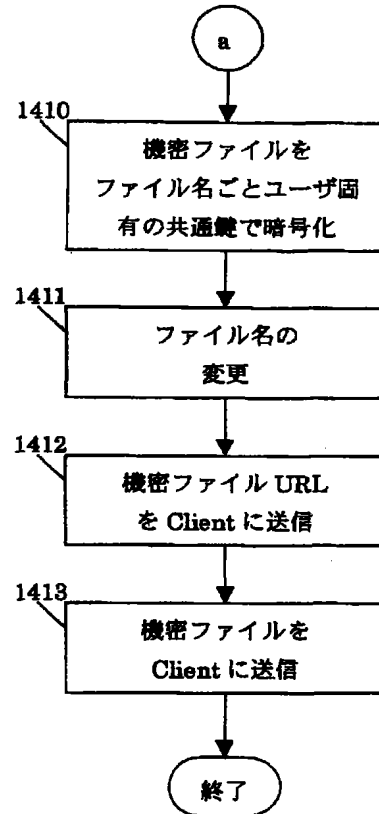 a
1410
機密ファイルを
ファイル名ごとユーザ固
有の共通鍵で暗号化
1411
ファイル名の
変更
1412
機密ファイル URL
を Client に送信
1413
機密ファイルを
Client に送信
終了